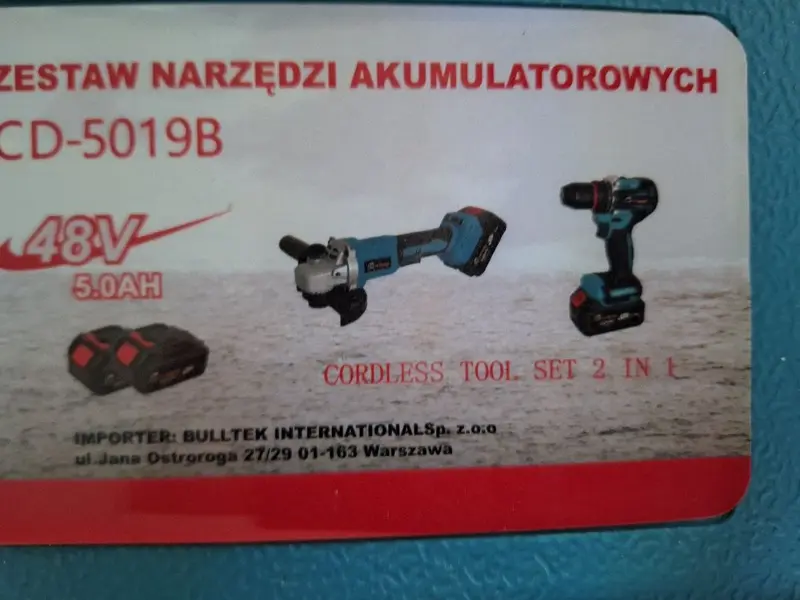 ZESTAW NARZĘDZI AKUMULATOROWYCH
CD-5019B
48V
5.0AH
CORDLESS TOOL SET 2 IN 1
IMPORTER: BULLTEK INTERNATIONALSp. z.o.o
ul.Jana Ostroroga 27/29 01-163 Warszawa